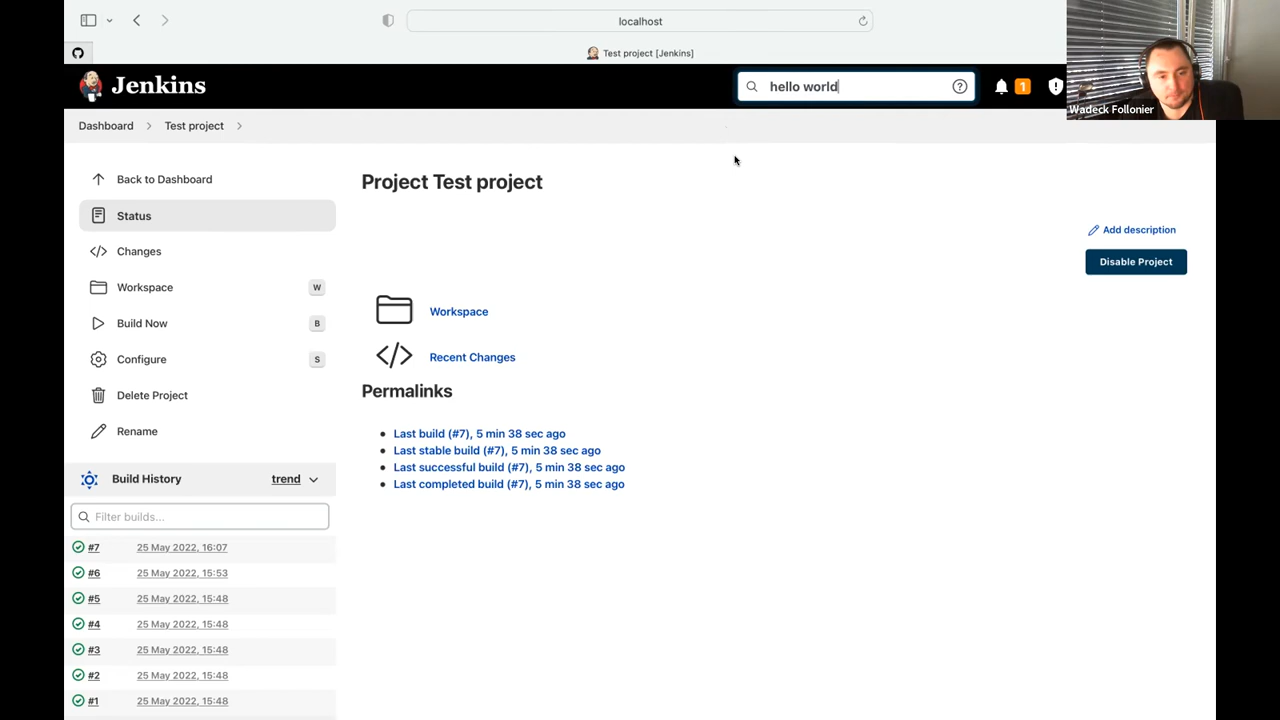 localhost
Test project [Jenkins]
Jenkins
hello world
1
Wadeck Follonier
Dashboard
Test project
Back to Dashboard
Project Test project
Status
Add description
Changes
Disable Project
Workspace W
Workspace
Build Now B
Configure S
Recent Changes
Delete Project
Permalinks
Rename
Last build (#7), 5 min 38 sec ago
Last stable build (#7), 5 min 38 sec ago
Last successful build (#7), 5 min 38 sec ago
Last completed build (#7), 5 min 38 sec ago
Build History trend
Filter builds...
#7 25 May 2022, 16:07
#6 25 May 2022, 15:53
#5 25 May 2022, 15:48
#4 25 May 2022, 15:48
#3 25 May 2022, 15:48
#2 25 May 2022, 15:48
#1 25 May 2022, 15:48